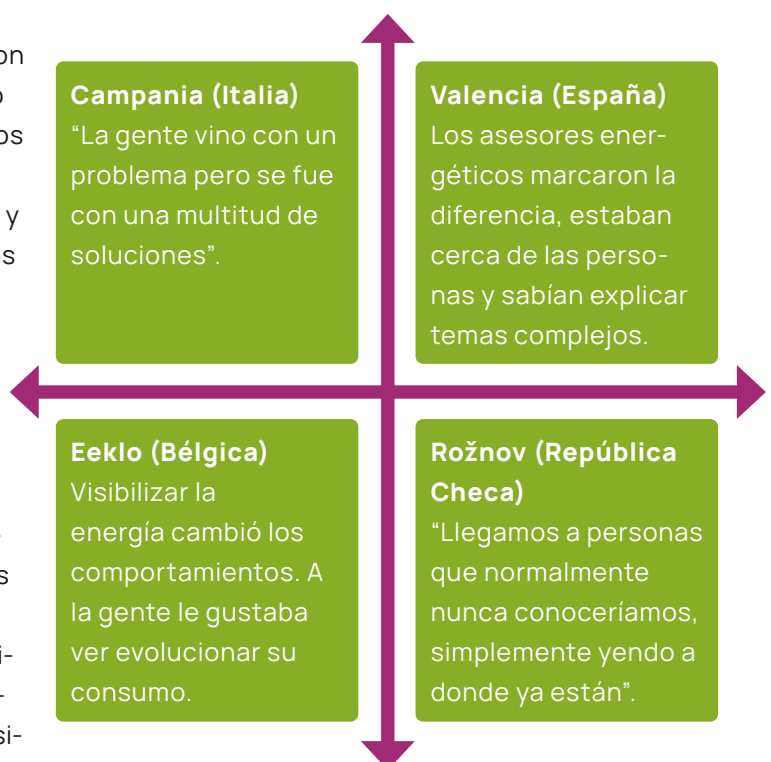 on
o
os
y
s
s
i-
-
si-
Campania (Italia)
“La gente vino con un
problema pero se fue
con una multitud de
soluciones”.
Valencia (España)
Los asesores ener-
géticos marcaron la
diferencia, estaban
cerca de las perso-
nas y sabían explicar
temas complejos.
Eeklo (Bélgica)
Visibilizar la
energía cambió los
comportamientos. A
la gente le gustaba
ver evolucionar su
consumo.
Rožnov (República
Checa)
“Llegamos a personas
que normalmente
nunca conoceríamos,
simplemente yendo a
donde ya están”.